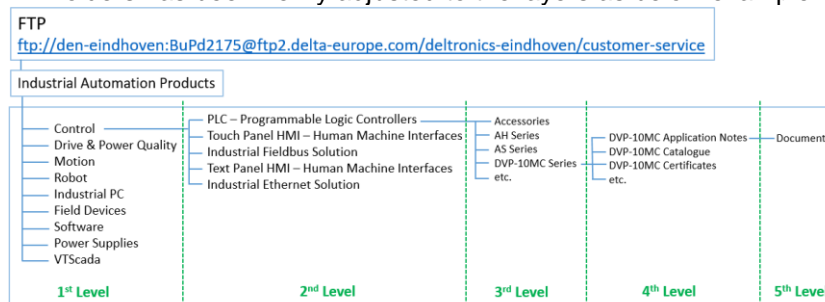 FTP
ftp://den-eindhoven:BuPd2175@ftp2.delta-europe.com/deltronics-eindhoven/customer-service
Industrial Automation Products
Control
Drive & Power Quality
Motion
Robot
Industrial PC
Field Devices
Software
Power Supplies
VTScada
1st Level
PLC – Programmable Logic Controllers
Touch Panel HMI – Human Machine Interfaces
Industrial Fieldbus Solution
Text Panel HMI – Human Machine Interfaces
Industrial Ethernet Solution
2nd Level
Accessories
AH Series
AS Series
DVP-10MC Series
etc.
3rd Level
DVP-10MC Application Notes
DVP-10MC Catalogue
DVP-10MC Certificates
etc.
4th Level
Document
5th Level